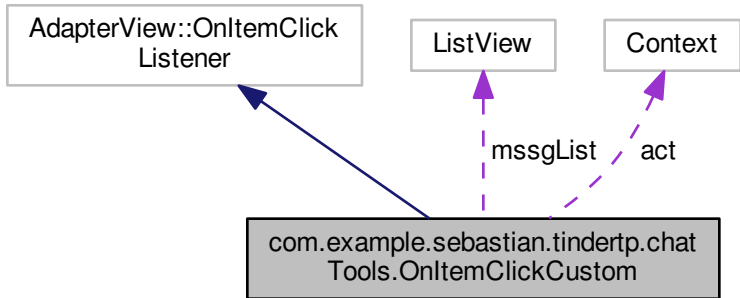 AdapterView::OnItemClick
Listener
ListView
Context
mssgList
act
com.example.sebastian.tindertp.chat
Tools.OnItemClickCustom